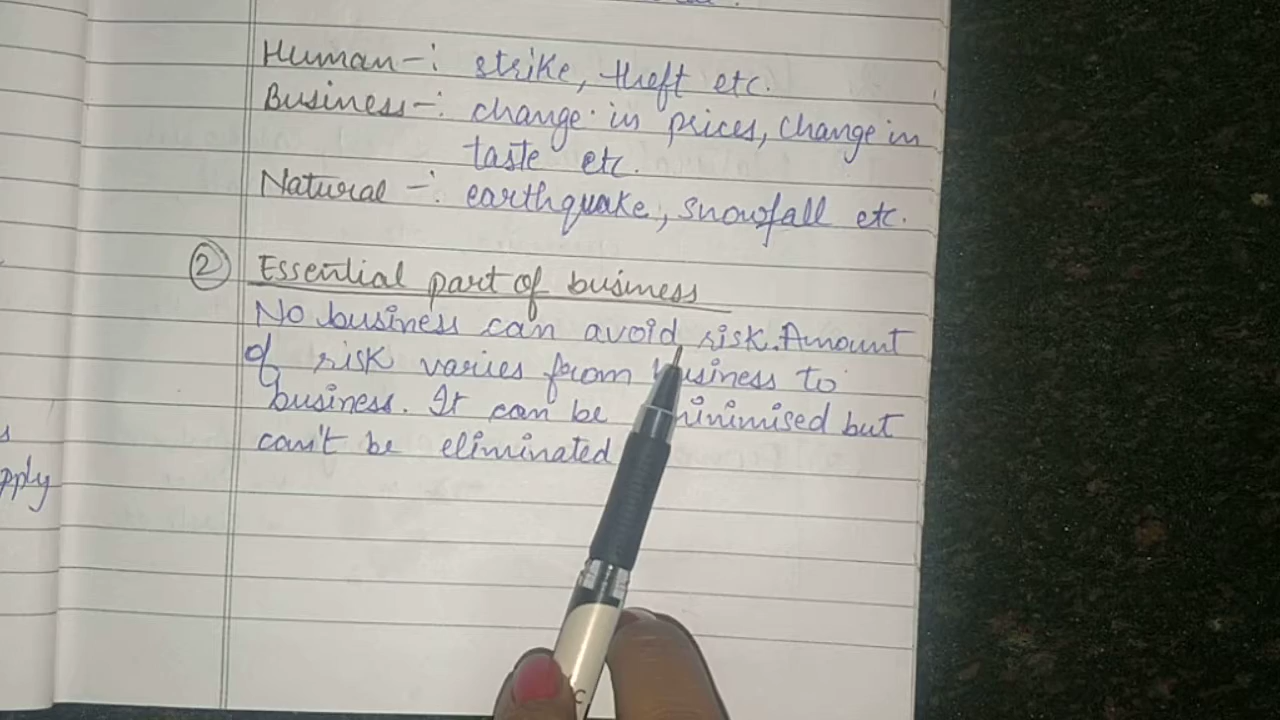 Human -: strike, theft etc.
Business -: change in prices, change in
taste etc.
Natural -: earthquake, snowfall etc.
② Essential part of business
No business can avoid risk. Amount
of risk varies from business to
business. It can be minimised but
can't be eliminated
s
pply